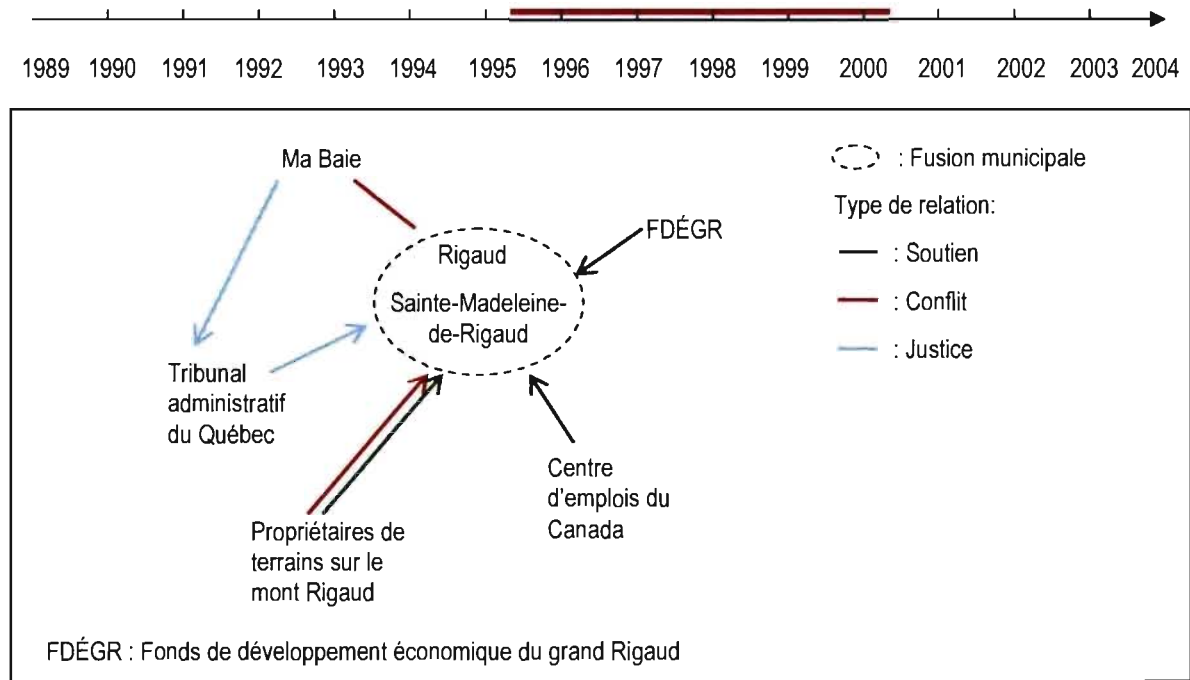 1989 1990 1991 1992 1993 1994 1995 1996 1997 1998 1999 2000 2001 2002 2003 2004
Ma Baie
: Fusion municipale
Type de relation:
FDÉGR
: Soutien
Rigaud
: Conflit
Sainte-Madeleine-
de-Rigaud
: Justice
Tribunal
administratif
du Québec
Centre
d'emplois du
Canada
Propriétaires de
terrains sur le
mont Rigaud
FDÉGR : Fonds de développement économique du grand Rigaud